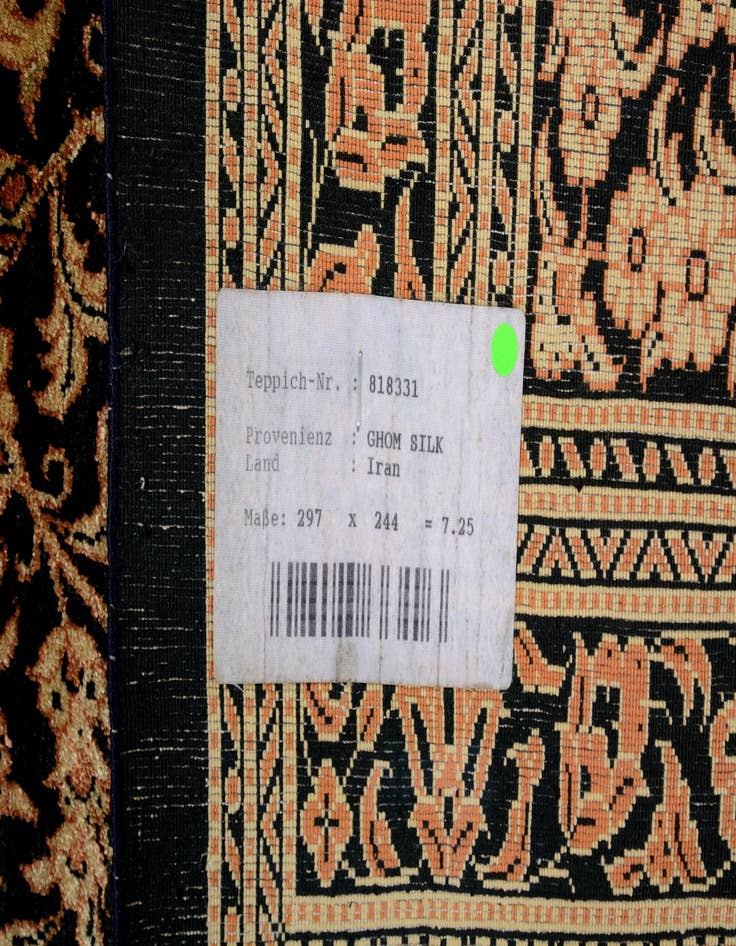 Teppich-Nr. : 818331
Provenienz : GHOM SILK
Land : Iran
Maße: 297 x 244 = 7.25